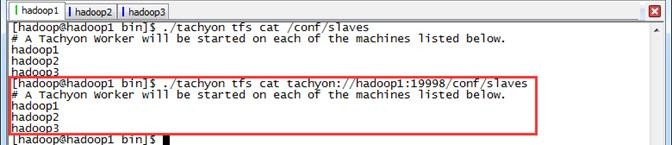 hadoop1 hadoop2 hadoop3
[hadoop@hadoop1 bin]$ ./tachyon tfs cat /conf/slaves
# A Tachyon Worker will be started on each of the machines listed below.
hadoop1
hadoop2
hadoop3
[hadoop@hadoop1 bin]$ ./tachyon tfs cat tachyon://hadoop1:19998/conf/slaves
# A Tachyon Worker will be started on each of the machines listed below.
hadoop1
hadoop2
hadoop3
[hadoop@hadoop1 bin]$